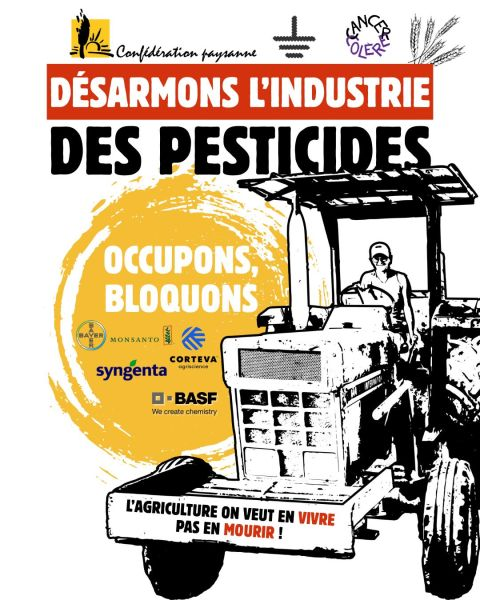 Confédération paysanne
CANCER COLERE
DÉSARMONS L'INDUSTRIE
DES PESTICIDES
OCCUPONS,
BLOQUONS
BAYER
MONSANTO
CORTEVA
agriscience
syngenta
BASF
We create chemistry
L'AGRICULTURE ON VEUT EN VIVRE
PAS EN MOURIR !